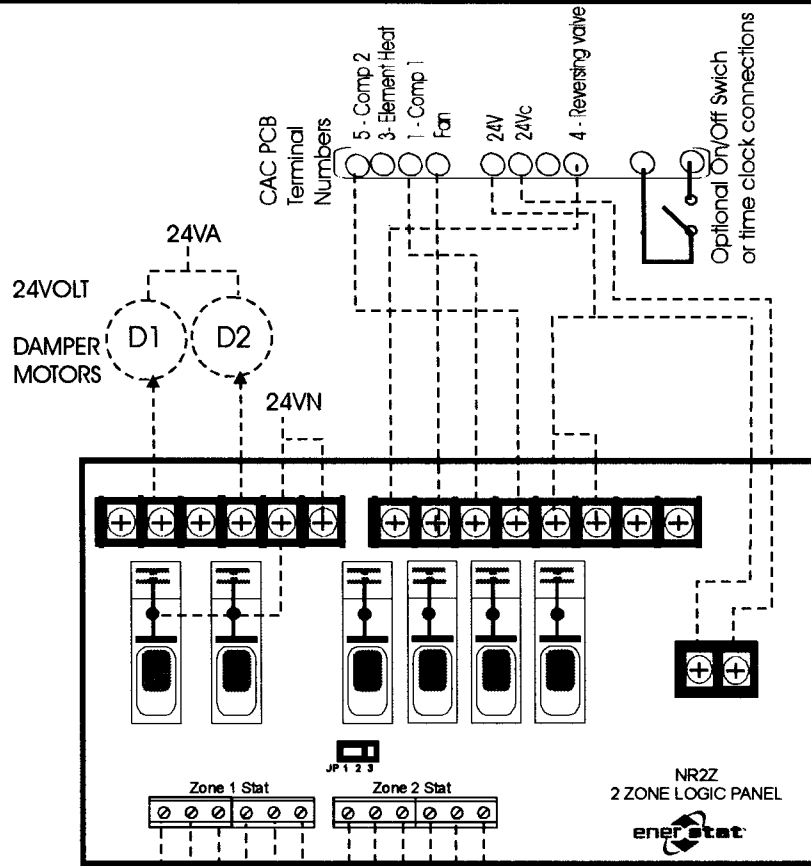 CAC PCB
Terminal
Numbers
5 - Comp 2
3- Element Heat
1 - Comp 1
Fan
24V
24Vc
4 - Reversing valve
Optional On/Off Swich
or time clock connections
24VA
24VOLT
DAMPER
MOTORS
D1
D2
24VN
JP 1 2 3
Zone 1 Stat
Zone 2 Stat
NR2Z
2 ZONE LOGIC PANEL
enerstat